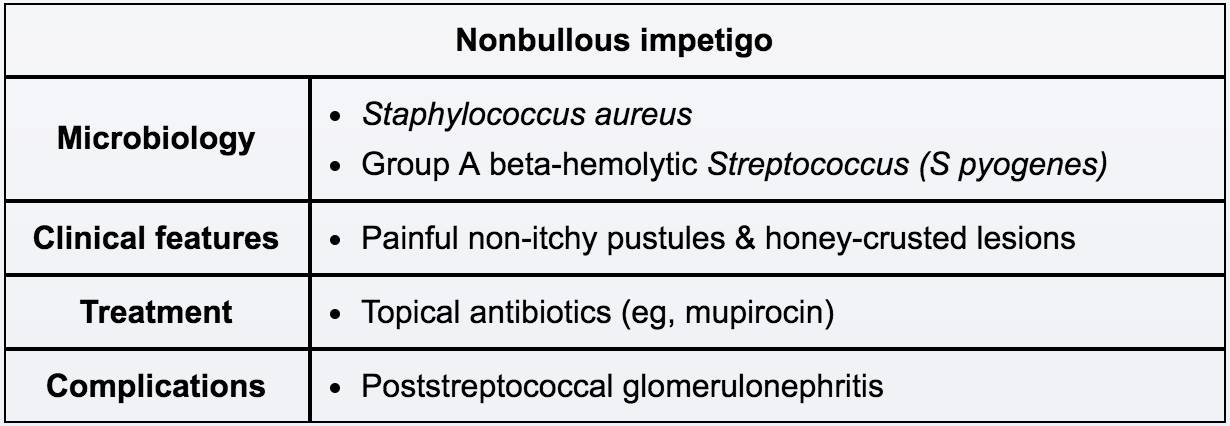 Nonbullous impetigo
Microbiology
• Staphylococcus aureus
• Group A beta-hemolytic Streptococcus (S pyogenes)
Clinical features
• Painful non-itchy pustules & honey-crusted lesions
Treatment
• Topical antibiotics (eg, mupirocin)
Complications
• Poststreptococcal glomerulonephritis